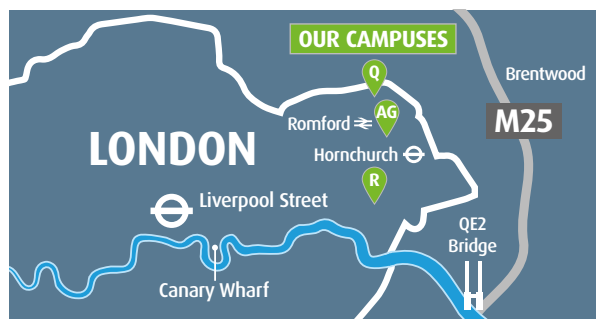 OUR CAMPUSES
Q
Brentwood
AG
Romford
M25
LONDON
Hornchurch
R
Liverpool Street
QE2
Bridge
Canary Wharf